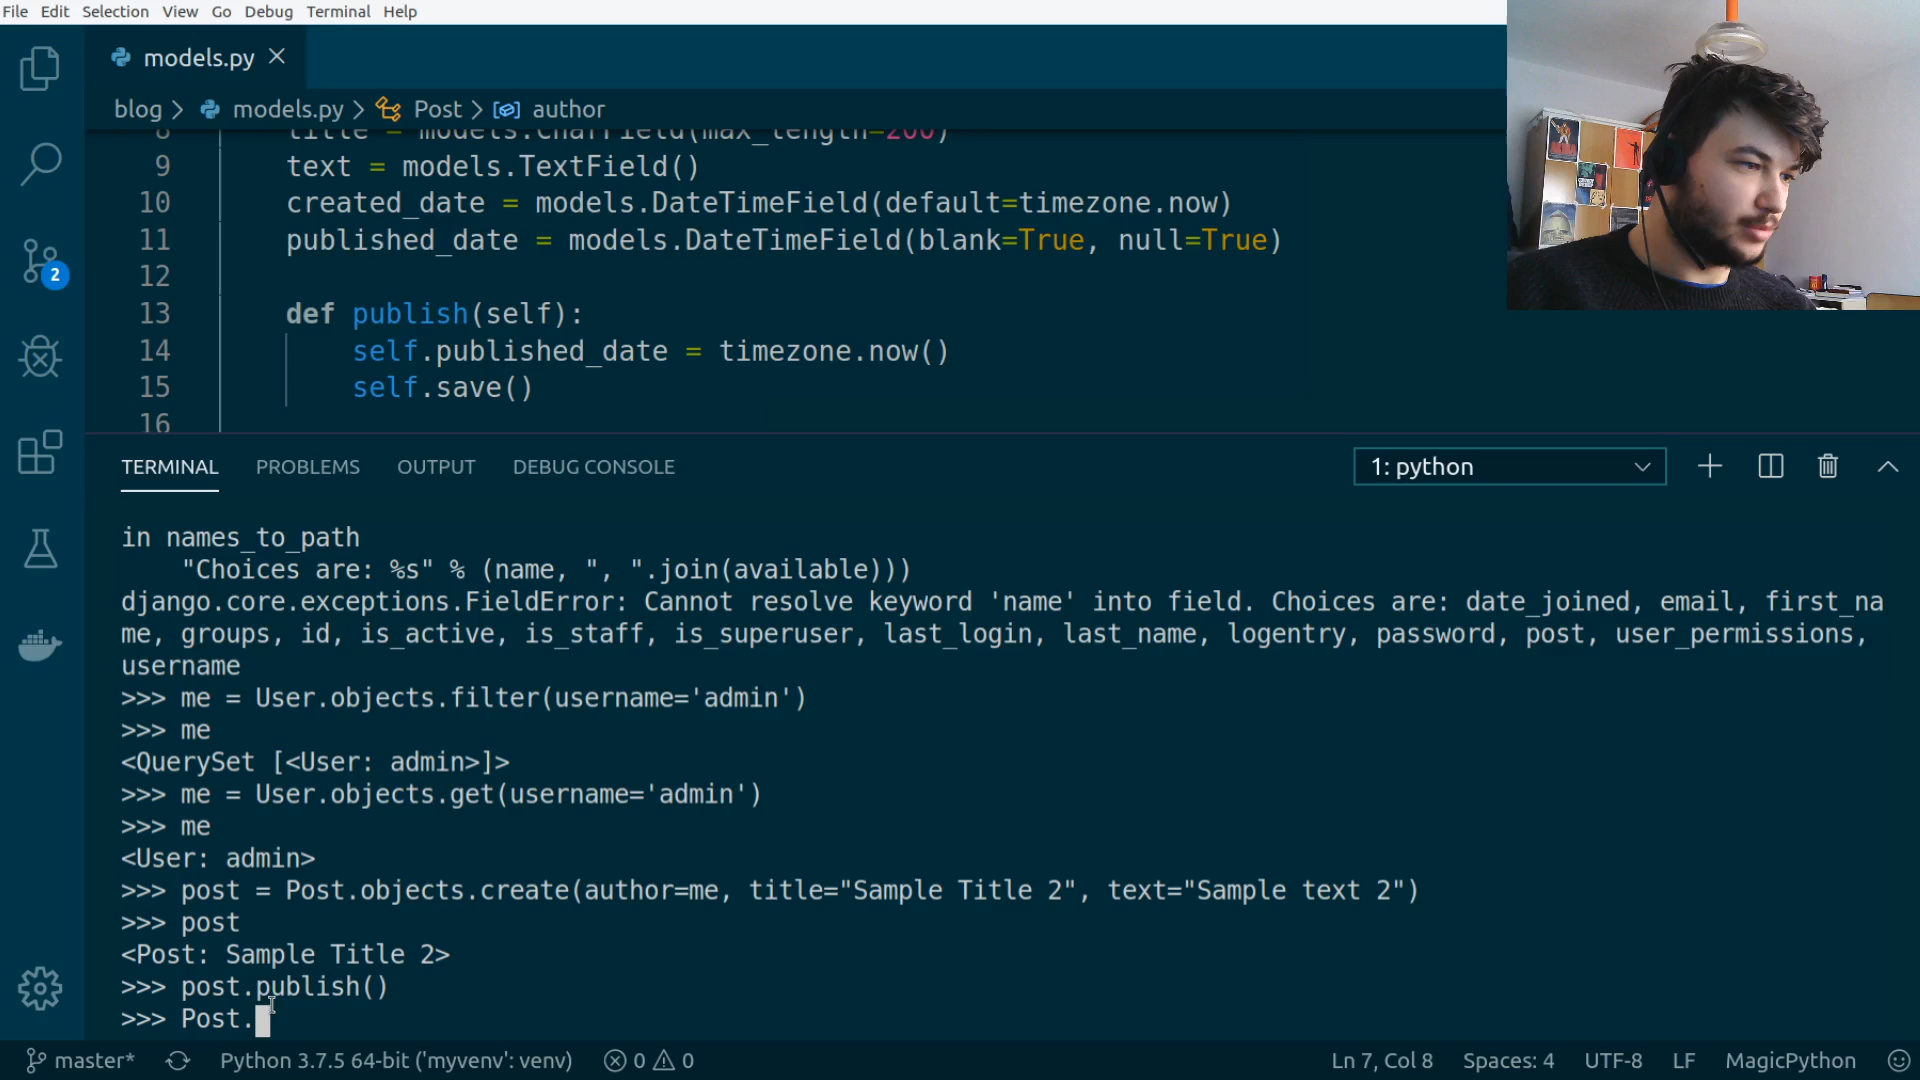 File Edit Selection View Go Debug Terminal Help
models.py
blog > models.py > Post > author
8 title = models.CharField(max_length=200)
9 text = models.TextField()
10 created_date = models.DateTimeField(default=timezone.now)
11 published_date = models.DateTimeField(blank=True, null=True)
12
13 def publish(self):
14 self.published_date = timezone.now()
15 self.save()
16
TERMINAL PROBLEMS OUTPUT DEBUG CONSOLE 1: python
in names_to_path
"Choices are: %s" % (name, ", ".join(available)))
django.core.exceptions.FieldError: Cannot resolve keyword 'name' into field. Choices are: date_joined, email, first_na
me, groups, id, is_active, is_staff, is_superuser, last_login, last_name, logentry, password, post, user_permissions,
username
>>> me = User.objects.filter(username='admin')
>>> me
<QuerySet [<User: admin>]>
>>> me = User.objects.get(username='admin')
>>> me
<User: admin>
>>> post = Post.objects.create(author=me, title="Sample Title 2", text="Sample text 2")
>>> post
<Post: Sample Title 2>
>>> post.publish()
>>> Post.
2
master* Python 3.7.5 64-bit ('myvenv': venv) 0 0 Ln 7, Col 8 Spaces: 4 UTF-8 LF MagicPython